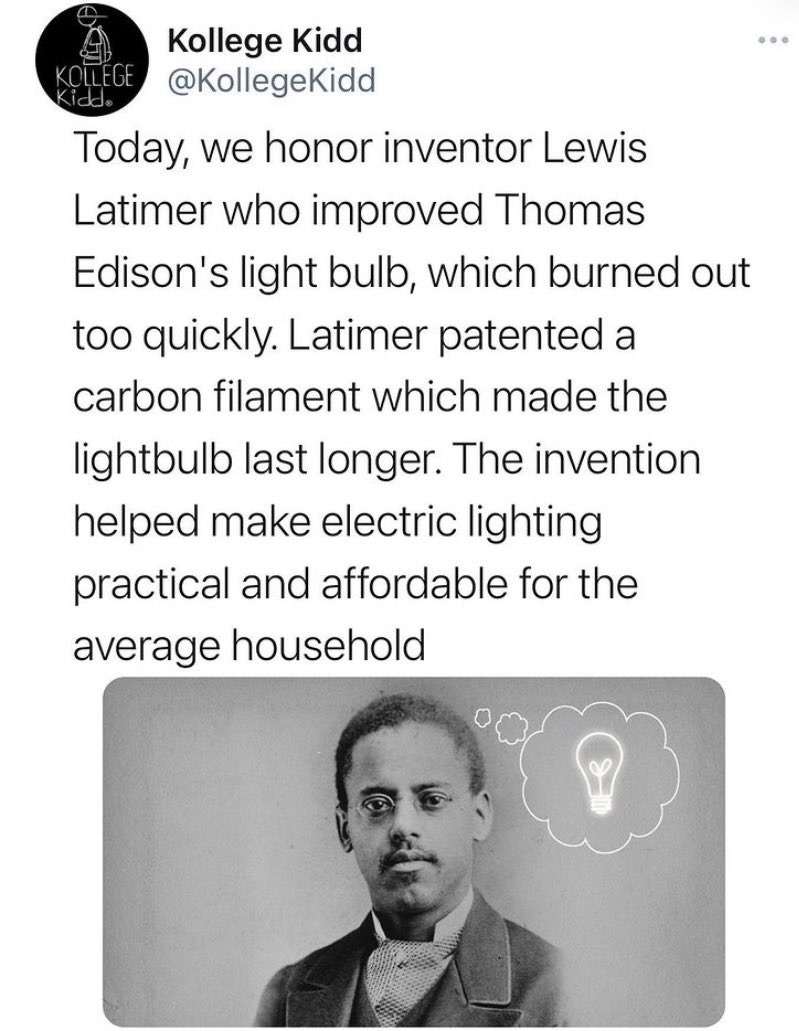 KOLLEGE
Kidd.
Kollege Kidd
@KollegeKidd
Today, we honor inventor Lewis
Latimer who improved Thomas
Edison's light bulb, which burned out
too quickly. Latimer patented a
carbon filament which made the
lightbulb last longer. The invention
helped make electric lighting
practical and affordable for the
average household